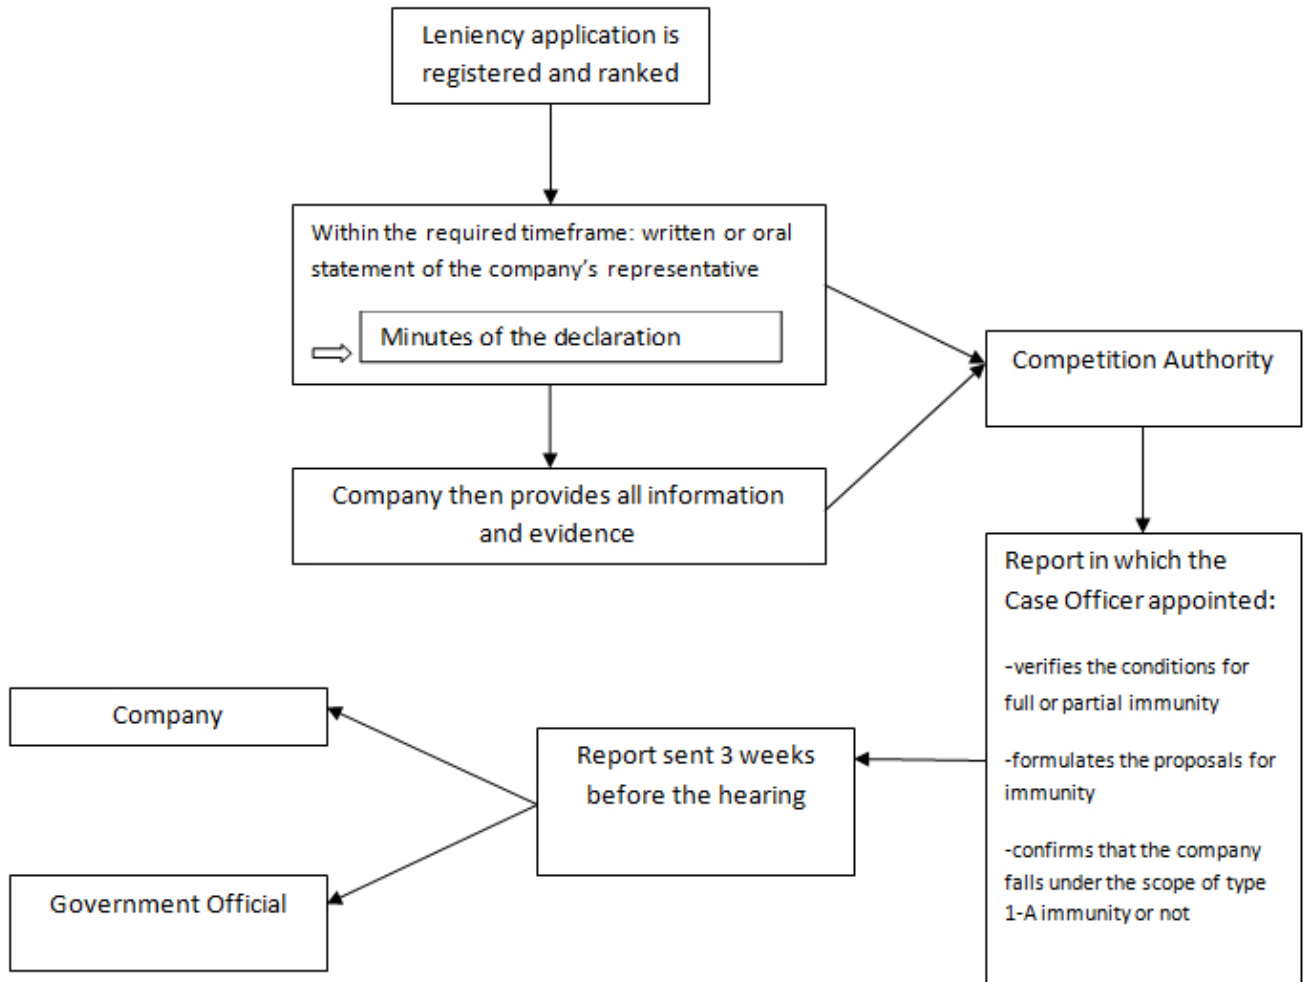 Leniency application is
registered and ranked
Within the required timeframe: written or oral
statement of the company's representative
Minutes of the declaration
Competition Authority
Company then provides all information
and evidence
Report in which the
Case Officer appointed:
-verifies the conditions for
full or partial immunity
-formulates the proposals for
immunity
-confirms that the company
falls under the scope of type
1-A immunity or not
Report sent 3 weeks
before the hearing
Company
Government Official